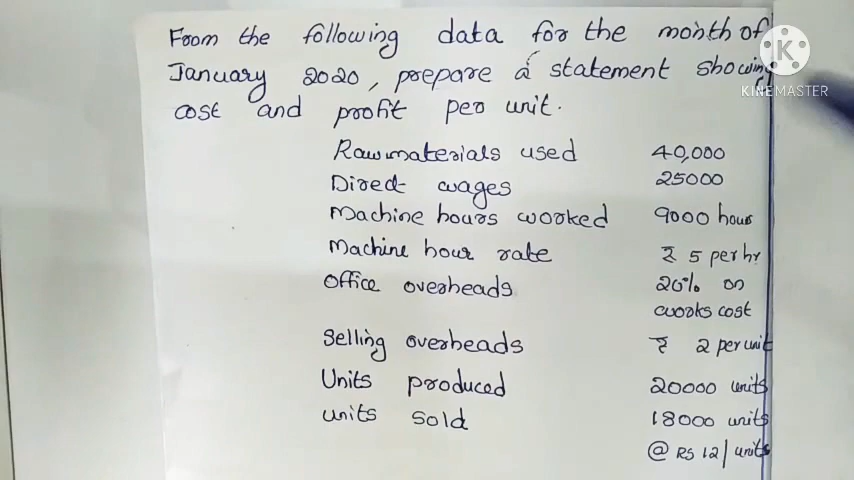 From the following data for the month of
January 2020, prepare a statement showing
cost and profit per unit.
Raw materials used 40,000
Direct wages 25000
Machine hours worked 9000 hours
Machine hour rate ₹ 5 per hr
Office overheads 20% on
works cost
Selling overheads ₹ 2 per unit
Units produced 20000 units
units sold 18000 units
@ RS 12/units
K
KINEMASTER